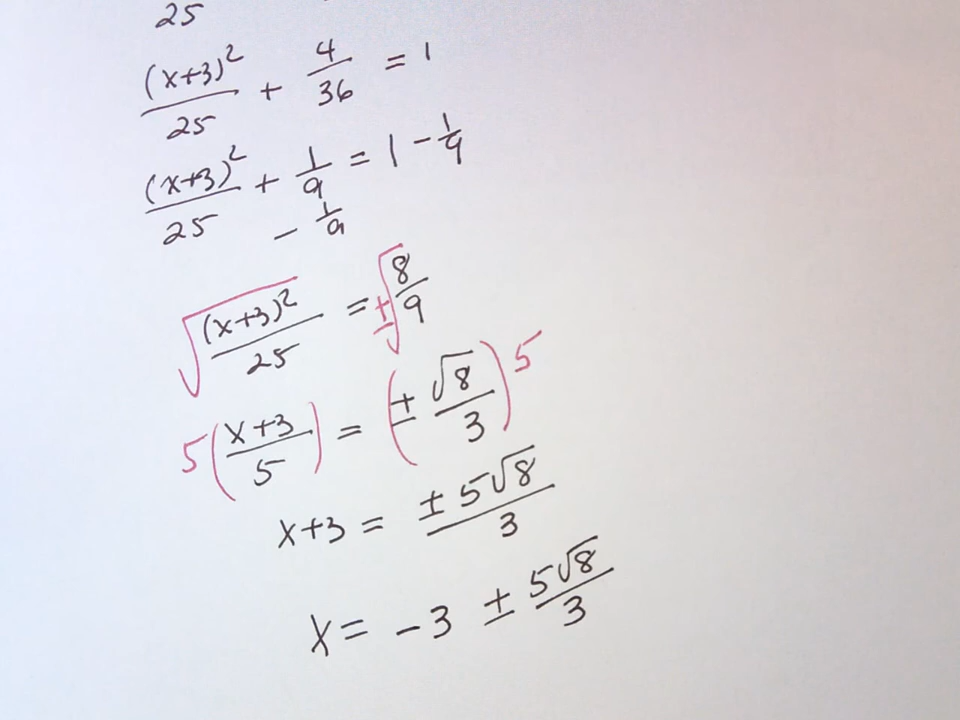 25
(x+3)²/25 + 4/36 = 1
(x+3)²/25 + 1/9 = 1 - 1/9
- 1/9
√((x+3)²/25) = ±√(8/9)
5((x+3)/5) = (± √8/3)5
x+3 = ± 5√8/3
x = -3 ± 5√8/3